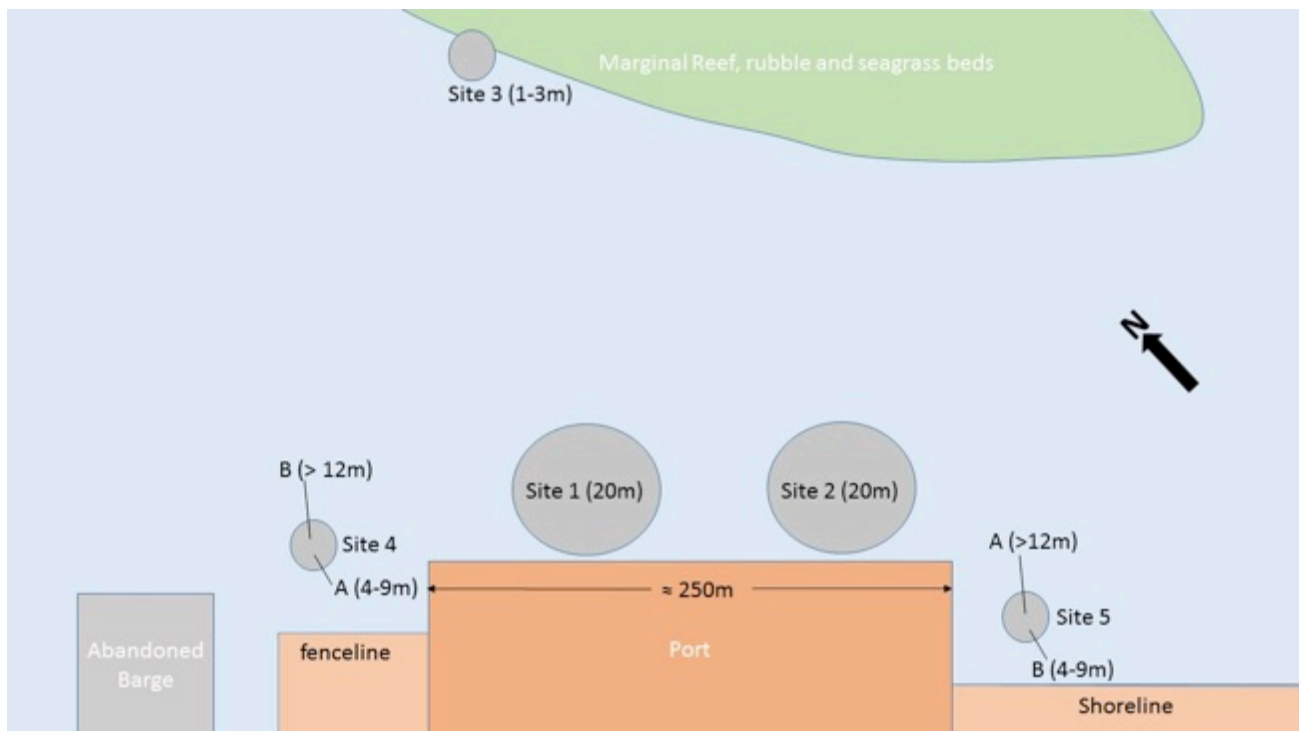 Marginal Reef, rubble and seagrass beds
Site 3 (1-3m)
N
B (> 12m)
Site 1 (20m)
Site 2 (20m)
Site 4
A (>12m)
A (4-9m)
≈ 250m
Site 5
Abandoned
Barge
fenceline
Port
B (4-9m)
Shoreline